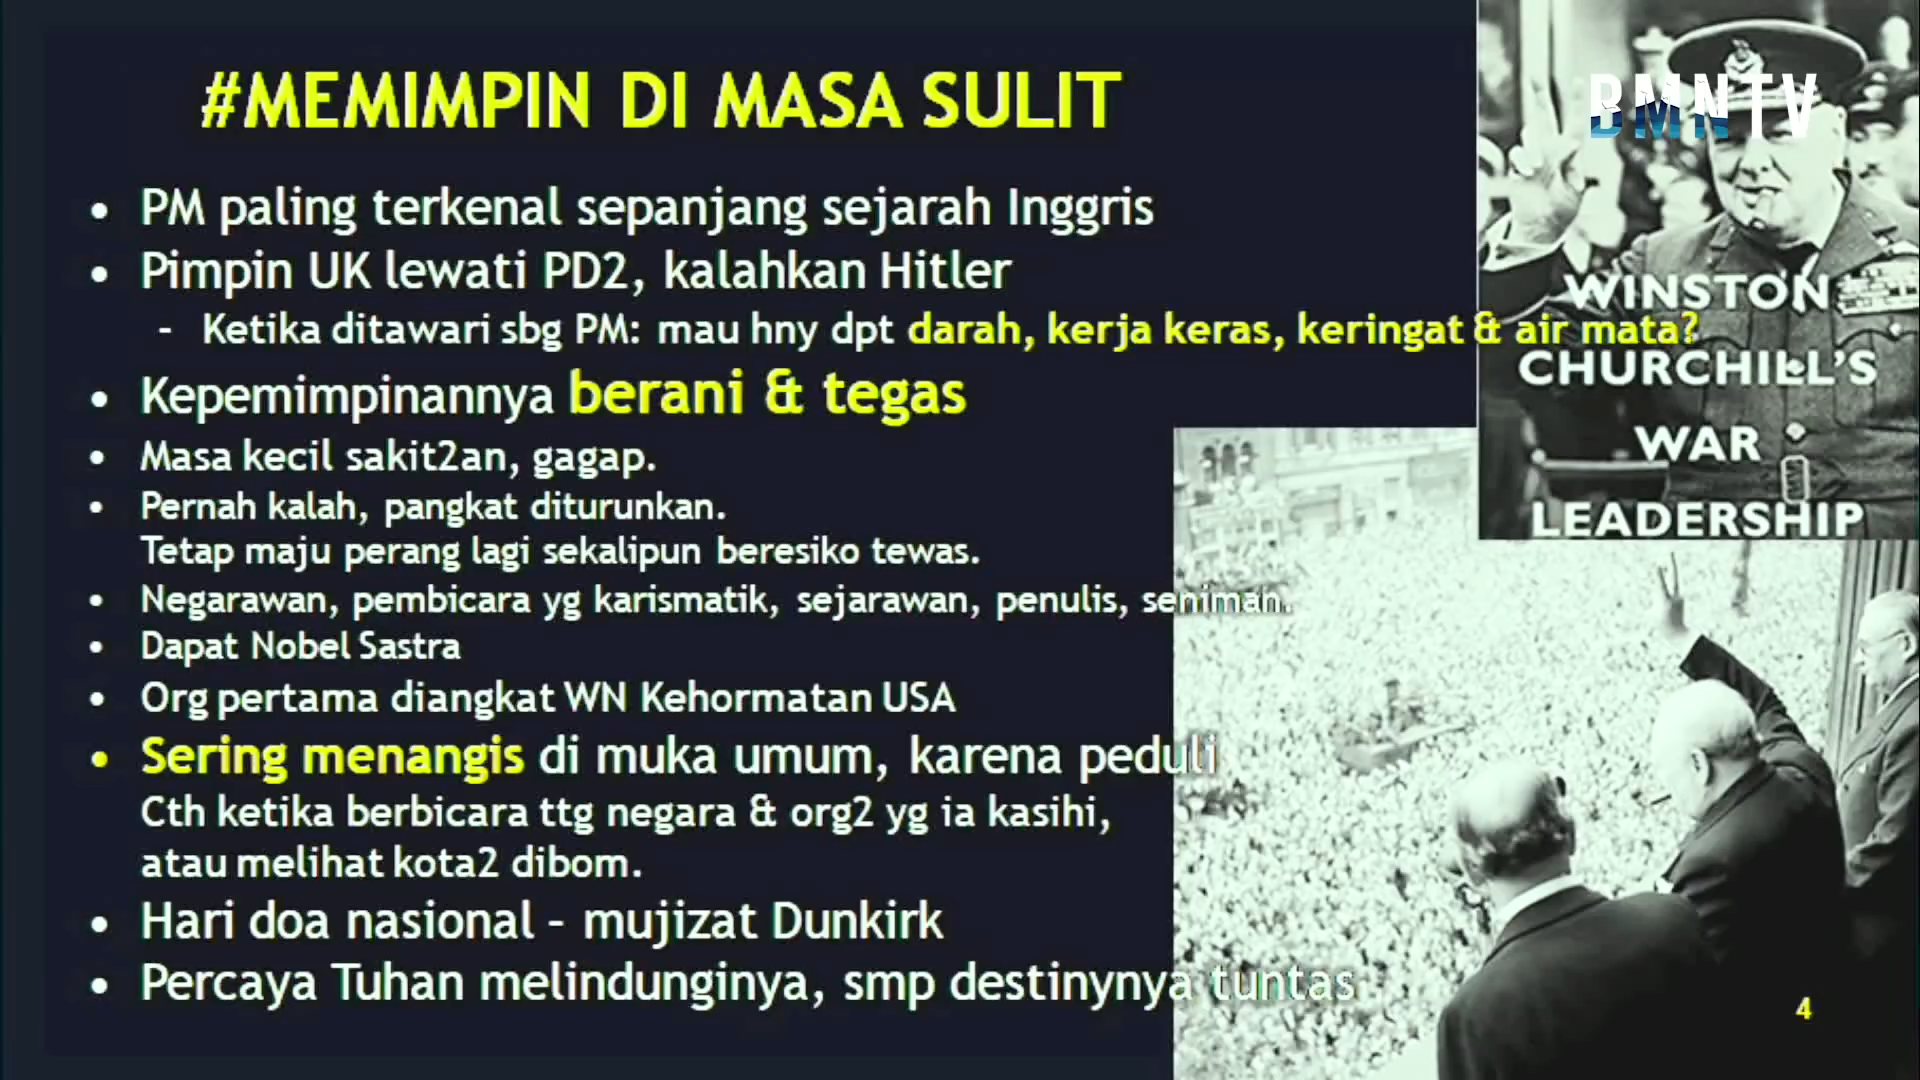 #MEMIMPIN DI MASA SULIT
BMNTV
• PM paling terkenal sepanjang sejarah Inggris
• Pimpin UK lewati PD2, kalahkan Hitler
- Ketika ditawari sbg PM: mau hny dpt darah, kerja keras, keringat & air mata?
• Kepemimpinannya berani & tegas
• Masa kecil sakit2an, gagap.
• Pernah kalah, pangkat diturunkan.
Tetap maju perang lagi sekalipun beresiko tewas.
• Negarawan, pembicara yg karismatik, sejarawan, penulis, seniman.
• Dapat Nobel Sastra
• Org pertama diangkat WN Kehormatan USA
• Sering menangis di muka umum, karena peduli
Cth ketika berbicara ttg negara & org2 yg ia kasihi,
atau melihat kota2 dibom.
• Hari doa nasional – mujizat Dunkirk
• Percaya Tuhan melindunginya, smp destinynya tuntas
WINSTON
CHURCHILL'S
WAR
LEADERSHIP
4